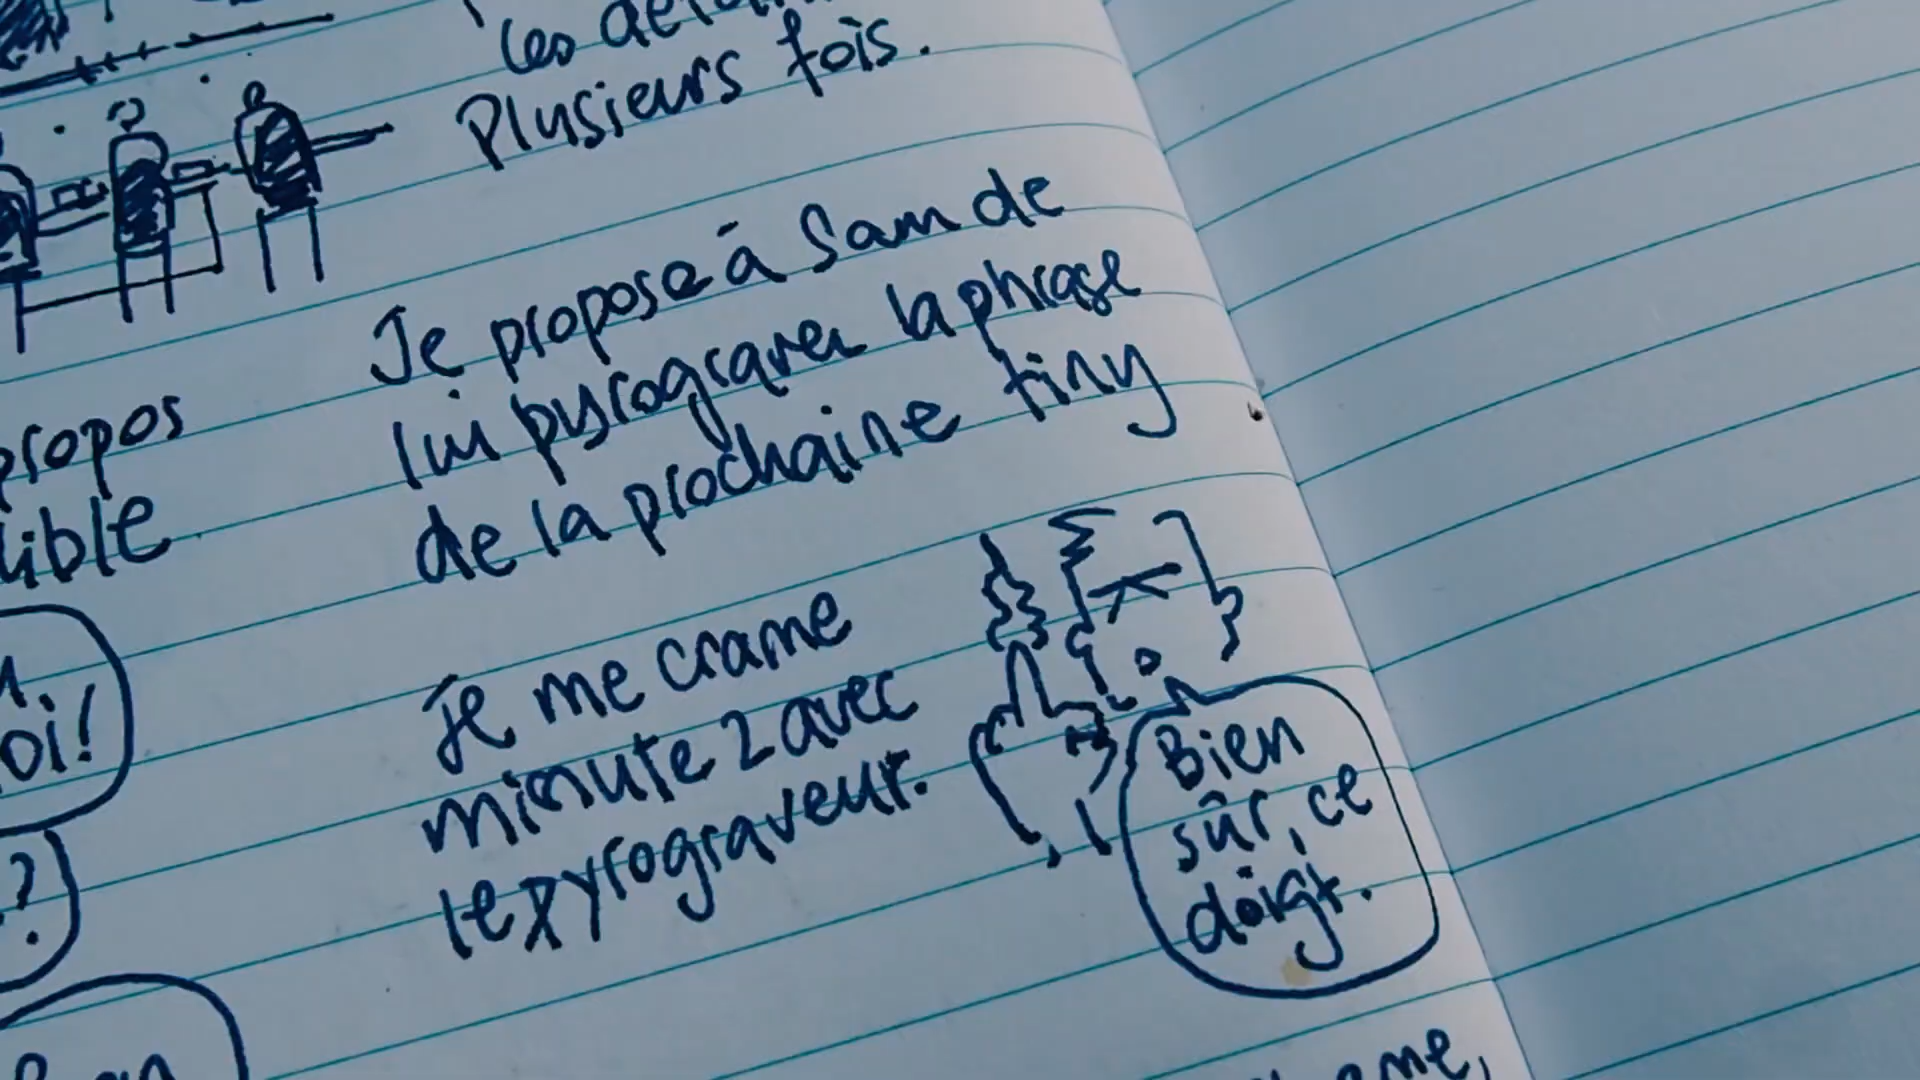 plusieurs fois.
Je propose à Sam de
lui pyrograver la phrase
de la prochaine tiny
propos
Je me crame
minute 2 avec
le pyrograveur.
Bien
sûr, ce
doigt.
oi!
?